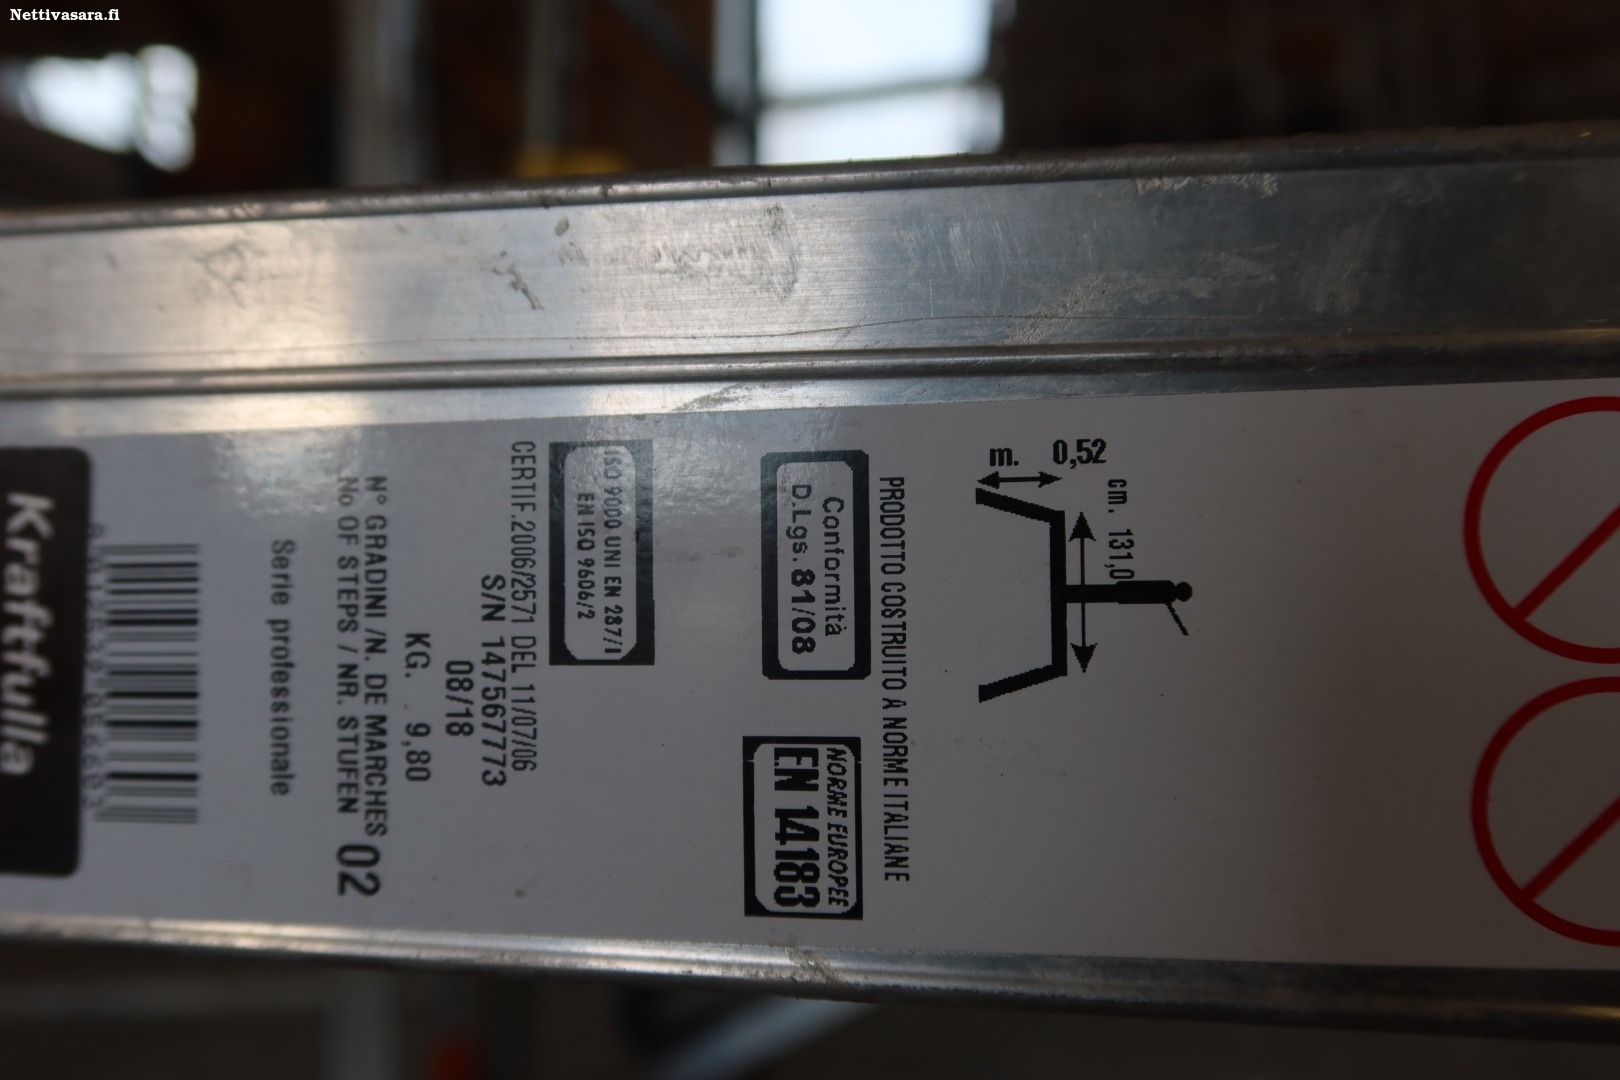 Nettivasara.fi
m. 0,52
cm. 131,0
PRODOTTO COSTRUITO A NORME ITALIANE
Conformità
D.Lgs. 81/08
NORME EUROPEE
EN 14183
ISO 9000 UNI EN 287/1
EN ISO 9606/2
CERTIF.2006/2571 DEL 11/07/06
S/N 147567773
08/18
KG. 9,80
N° GRADINI /N. DE MARCHES 02
No OF STEPS / NR. STUFEN
Serie professionale
Kraftfulla